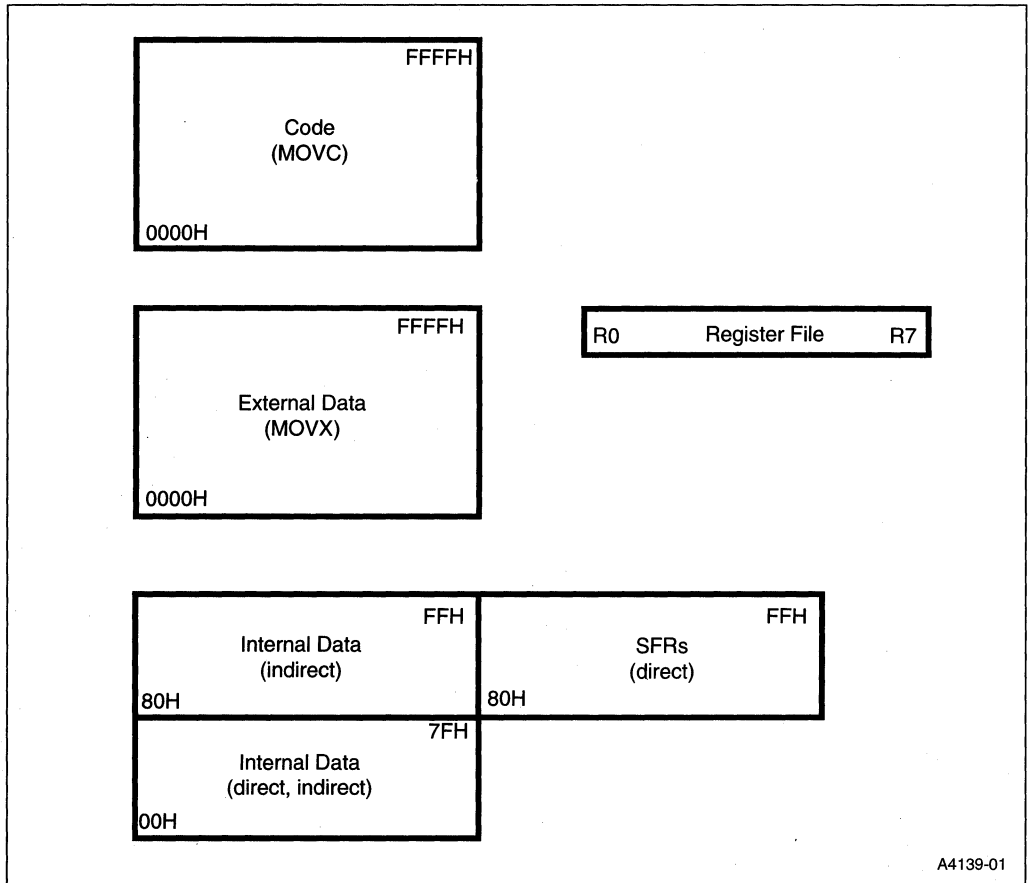 FFFFH
Code
(MOVC)
0000H
FFFFH
External Data
(MOVX)
0000H
R0 Register File R7
FFH
Internal Data
(indirect)
80H
FFH
SFRs
(direct)
80H
7FH
Internal Data
(direct, indirect)
00H
A4139-01